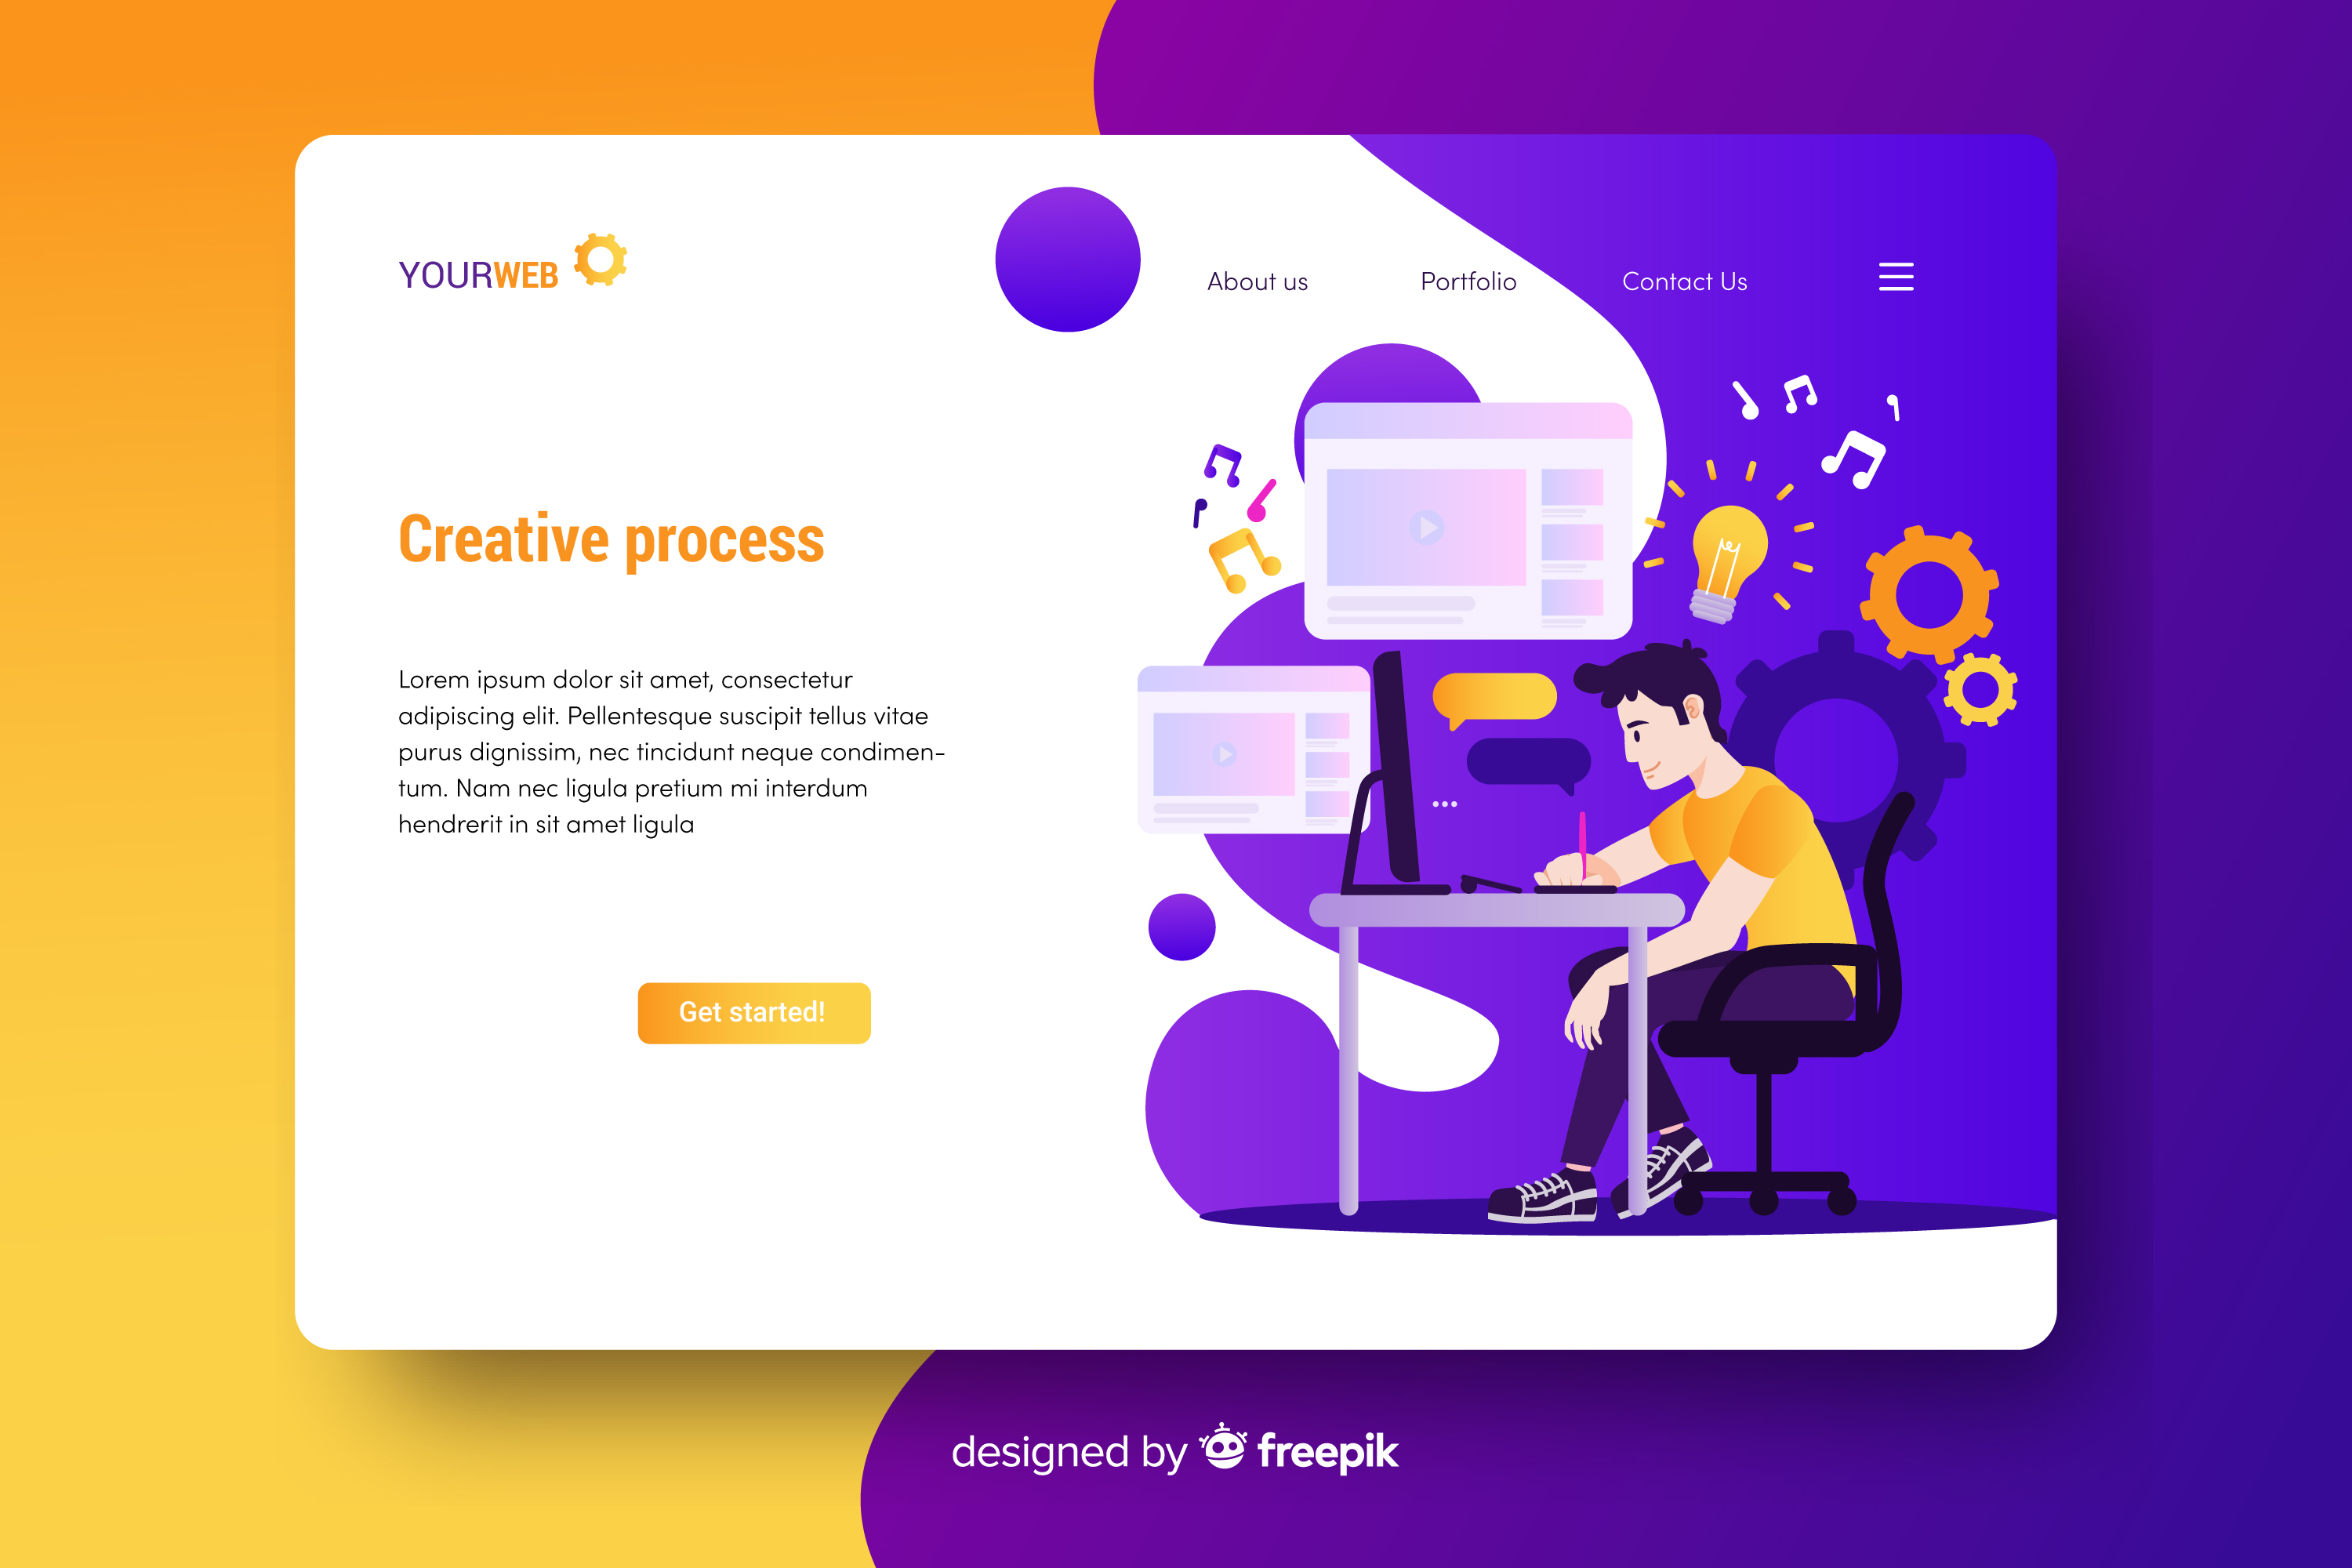 YOURWEB
About us
Portfolio
Contact Us
Creative process
Lorem ipsum dolor sit amet, consectetur
adipiscing elit. Pellentesque suscipit tellus vitae
purus dignissim, nec tincidunt neque condimen-
tum. Nam nec ligula pretium mi interdum
hendrerit in sit amet ligula
Get started!
designed by freepik